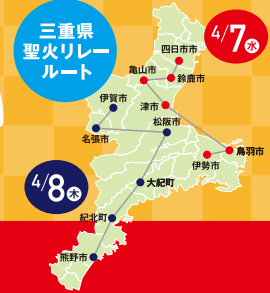 三重県
聖火リレー
ルート
4/7水
四日市市
亀山市
鈴鹿市
伊賀市
津市
名張市
松阪市
鳥羽市
伊勢市
4/8木
大紀町
紀北町
熊野市